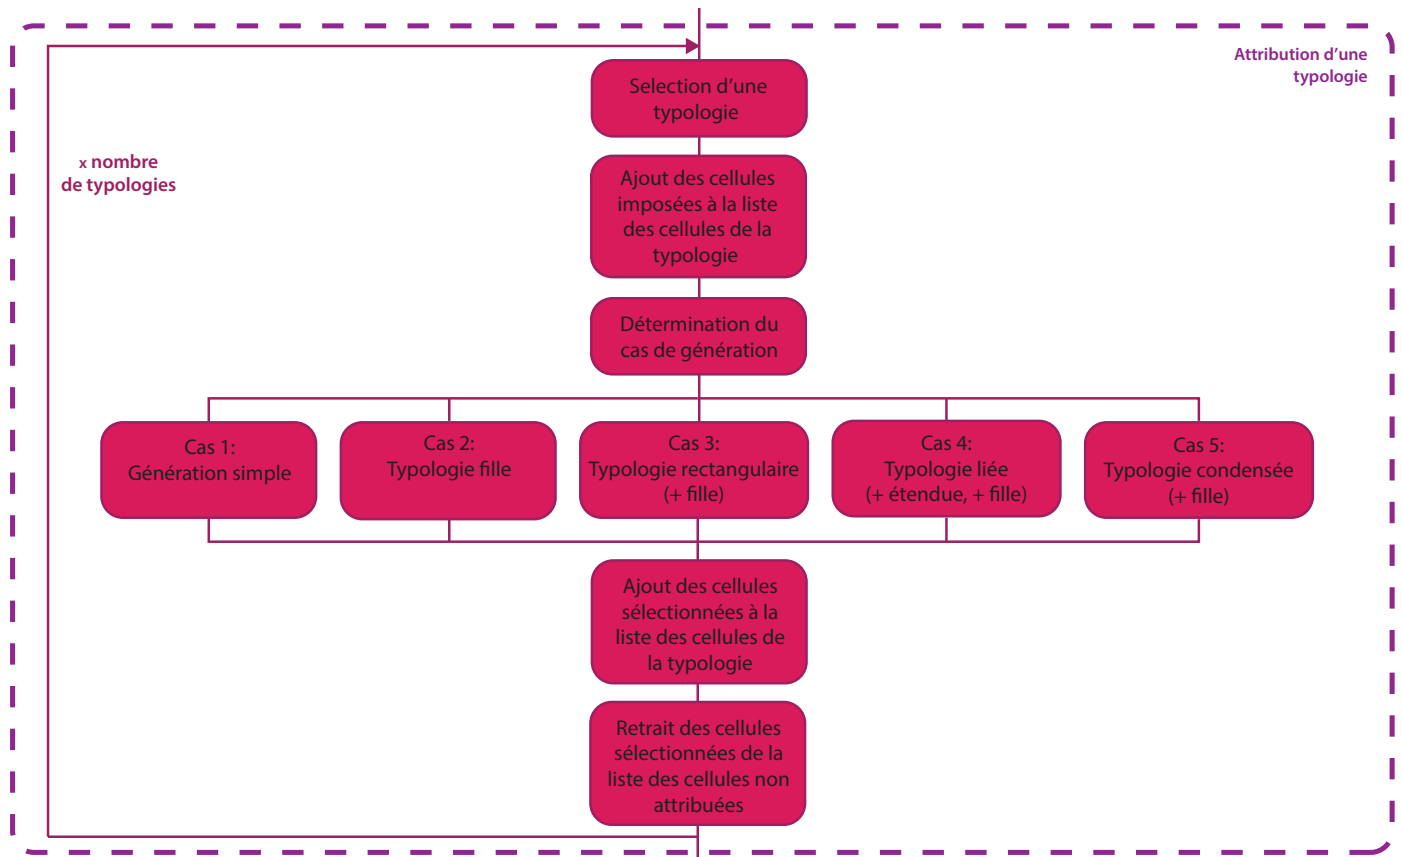 Attribution d’une
typologie
Selection d’une
typologie
x nombre
de typologies
Ajout des cellules
imposées à la liste
des cellules de la
typologie
Détermination du
cas de génération
Cas 1:
Génération simple
Cas 2:
Typologie fille
Cas 3:
Typologie rectangulaire
(+ fille)
Cas 4:
Typologie liée
(+ étendue, + fille)
Cas 5:
Typologie condensée
(+ fille)
Ajout des cellules
sélectionnées à la
liste des cellules de
la typologie
Retrait des cellules
sélectionnées de la
liste des cellules non
attribuées